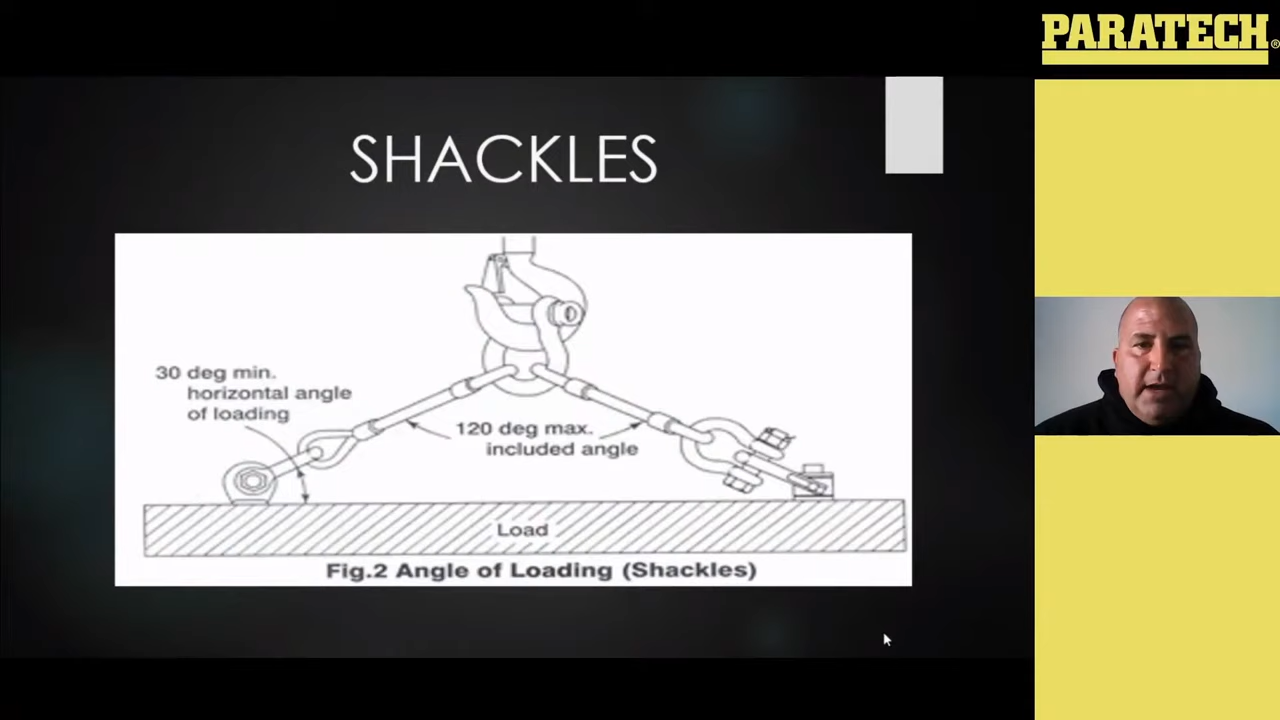 PARATECH®
SHACKLES
30 deg min.
horizontal angle
of loading
120 deg max.
included angle
Load
Fig.2 Angle of Loading (Shackles)